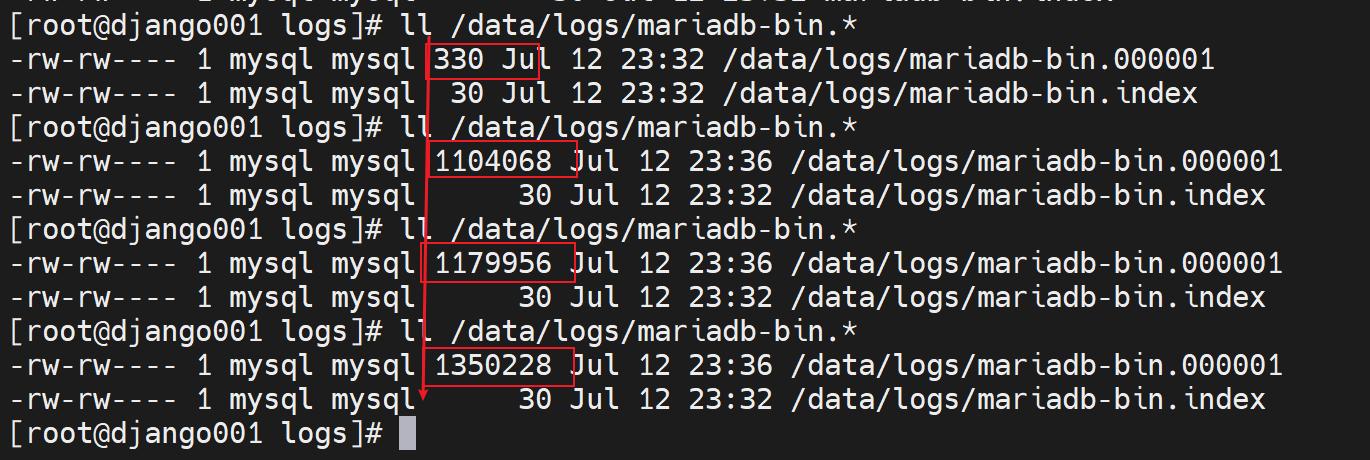 [root@django001 logs]# ll /data/logs/mariadb-bin.*
-rw-rw---- 1 mysql mysql 330 Jul 12 23:32 /data/logs/mariadb-bin.000001
-rw-rw---- 1 mysql mysql  30 Jul 12 23:32 /data/logs/mariadb-bin.index
[root@django001 logs]# ll /data/logs/mariadb-bin.*
-rw-rw---- 1 mysql mysql 1104068 Jul 12 23:36 /data/logs/mariadb-bin.000001
-rw-rw---- 1 mysql mysql      30 Jul 12 23:32 /data/logs/mariadb-bin.index
[root@django001 logs]# ll /data/logs/mariadb-bin.*
-rw-rw---- 1 mysql mysql 1179956 Jul 12 23:36 /data/logs/mariadb-bin.000001
-rw-rw---- 1 mysql mysql      30 Jul 12 23:32 /data/logs/mariadb-bin.index
[root@django001 logs]# ll /data/logs/mariadb-bin.*
-rw-rw---- 1 mysql mysql 1350228 Jul 12 23:36 /data/logs/mariadb-bin.000001
-rw-rw---- 1 mysql mysql      30 Jul 12 23:32 /data/logs/mariadb-bin.index
[root@django001 logs]#